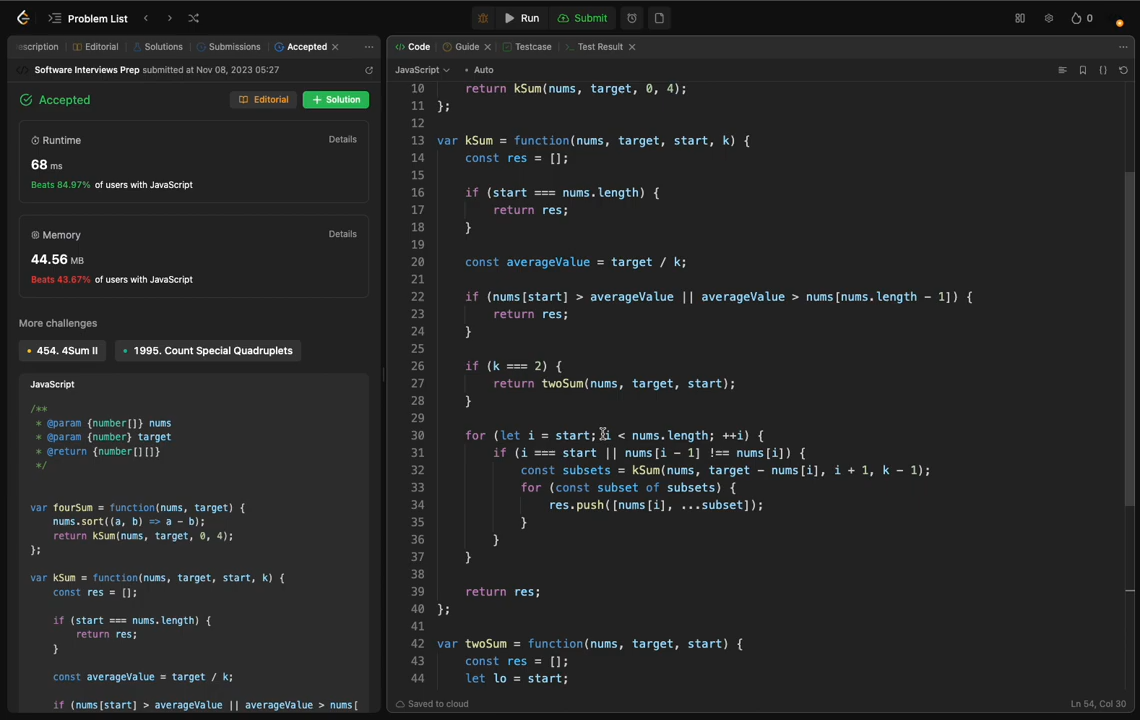 Problem List
Run
Submit
0
escription
Editorial
Solutions
Submissions
Accepted
Software Interviews Prep submitted at Nov 08, 2023 05:27
Accepted
Editorial
Solution
Runtime
Details
68 ms
Beats 84.97% of users with JavaScript
Memory
Details
44.56 MB
Beats 43.67% of users with JavaScript
More challenges
454. 4Sum II
1995. Count Special Quadruplets
JavaScript
/**
 * @param {number[]} nums
 * @param {number} target
 * @return {number[][]}
 */
var fourSum = function(nums, target) {
    nums.sort((a, b) => a - b);
    return kSum(nums, target, 0, 4);
};
var kSum = function(nums, target, start, k) {
    const res = [];
    if (start === nums.length) {
        return res;
    }
    const averageValue = target / k;
    if (nums[start] > averageValue || averageValue > nums[
Code
Guide
Testcase
Test Result
JavaScript
Auto
10     return kSum(nums, target, 0, 4);
11 };
12
13 var kSum = function(nums, target, start, k) {
14     const res = [];
15
16     if (start === nums.length) {
17         return res;
18     }
19
20     const averageValue = target / k;
21
22     if (nums[start] > averageValue || averageValue > nums[nums.length - 1]) {
23         return res;
24     }
25
26     if (k === 2) {
27         return twoSum(nums, target, start);
28     }
29
30     for (let i = start; i < nums.length; ++i) {
31         if (i === start || nums[i - 1] !== nums[i]) {
32             const subsets = kSum(nums, target - nums[i], i + 1, k - 1);
33             for (const subset of subsets) {
34                 res.push([nums[i], ...subset]);
35             }
36         }
37     }
38
39     return res;
40 };
41
42 var twoSum = function(nums, target, start) {
43     const res = [];
44     let lo = start;
Saved to cloud
Ln 54, Col 30